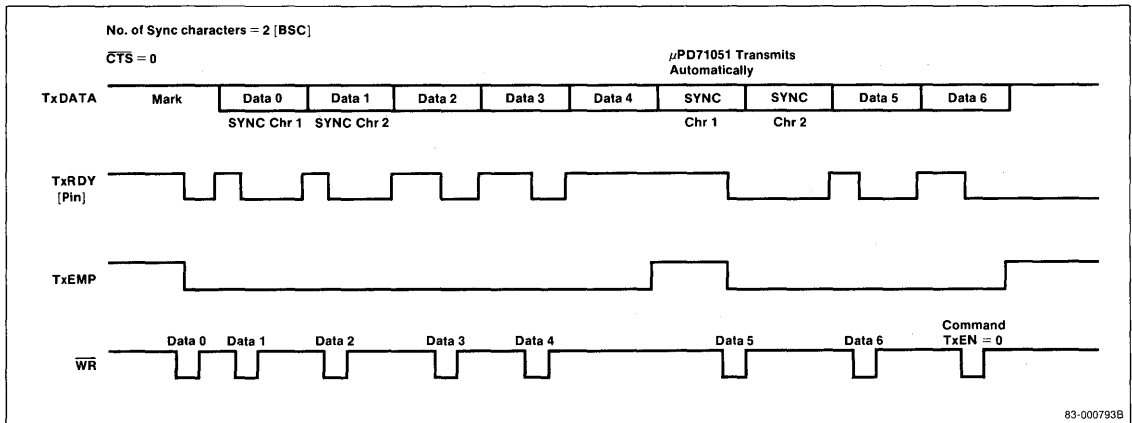 No. of Sync characters = 2 [BSC]
CTS = 0
μPD71051 Transmits
Automatically
TxDATA Mark Data 0 Data 1 Data 2 Data 3 Data 4 SYNC SYNC Data 5 Data 6
SYNC Chr 1 SYNC Chr 2 Chr 1 Chr 2
TxRDY
[Pin]
TxEMP
Command
Data 0 Data 1 Data 2 Data 3 Data 4 Data 5 Data 6 TxEN = 0
WR
83-000793B